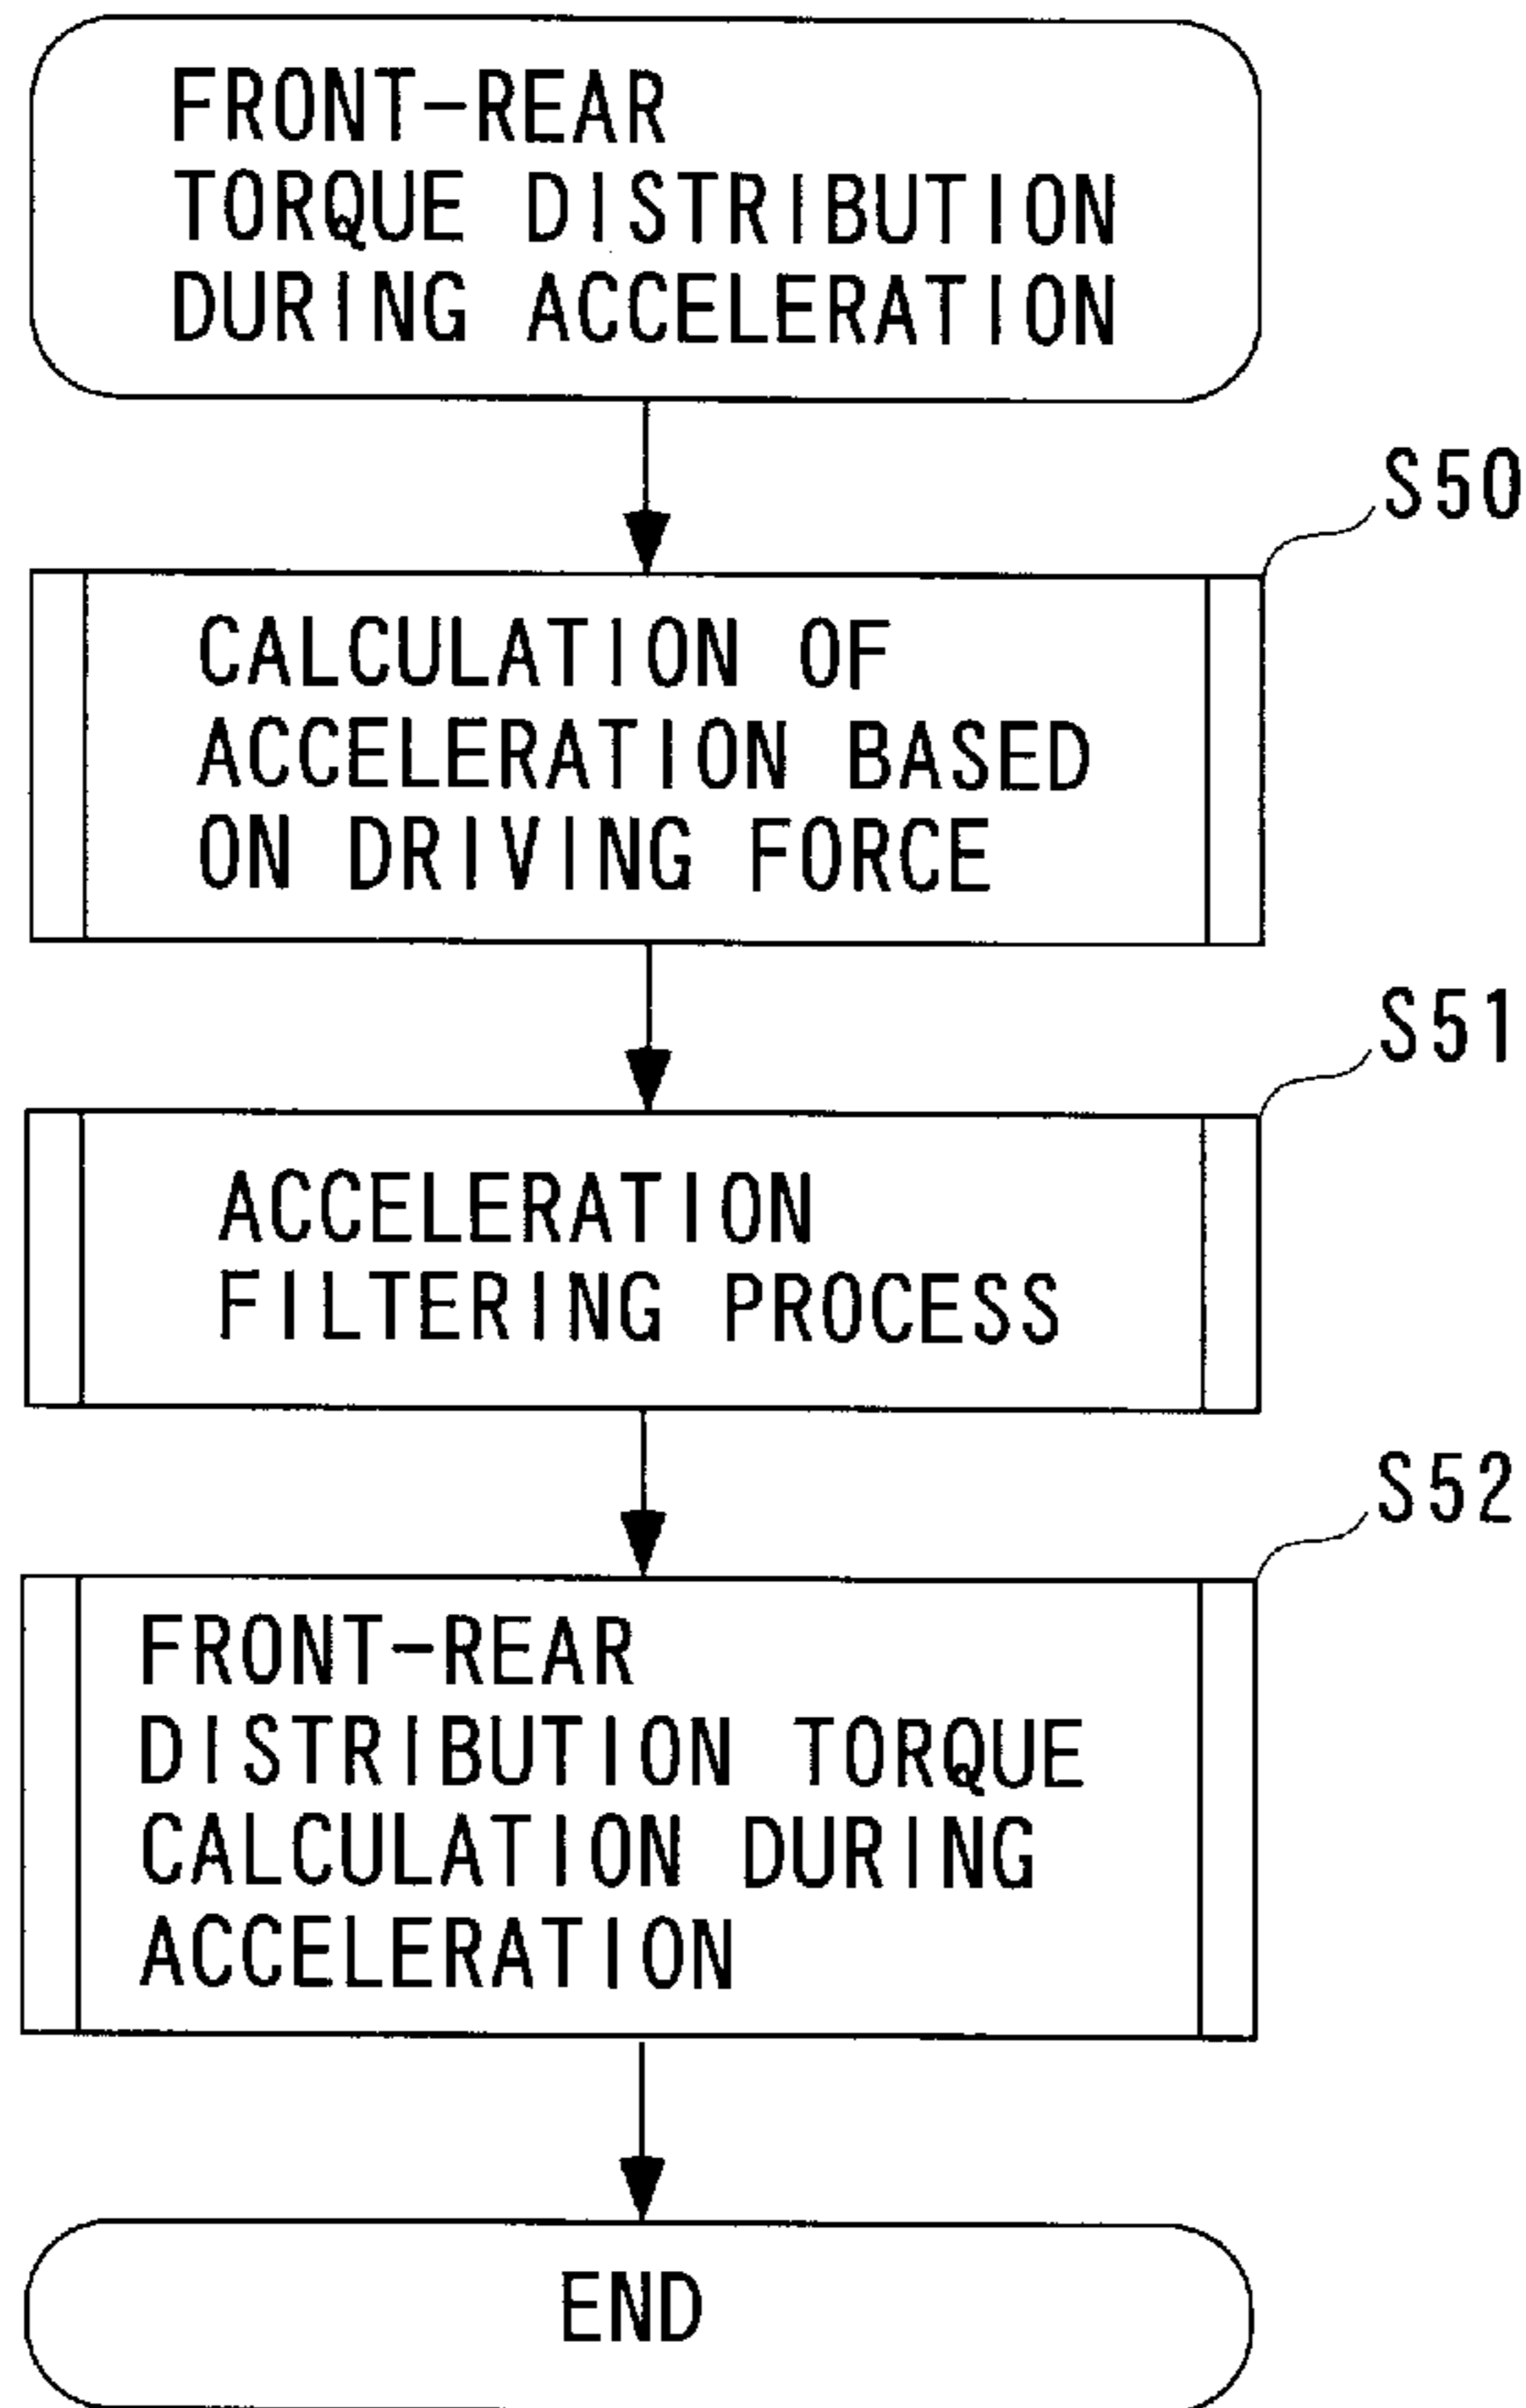 FRONT-REAR
TORQUE DISTRIBUTION
DURING ACCELERATION
S50
CALCULATION OF
ACCELERATION BASED
ON DRIVING FORCE
S51
ACCELERATION
FILTERING PROCESS
S52
FRONT-REAR
DISTRIBUTION TORQUE
CALCULATION DURING
ACCELERATION
END